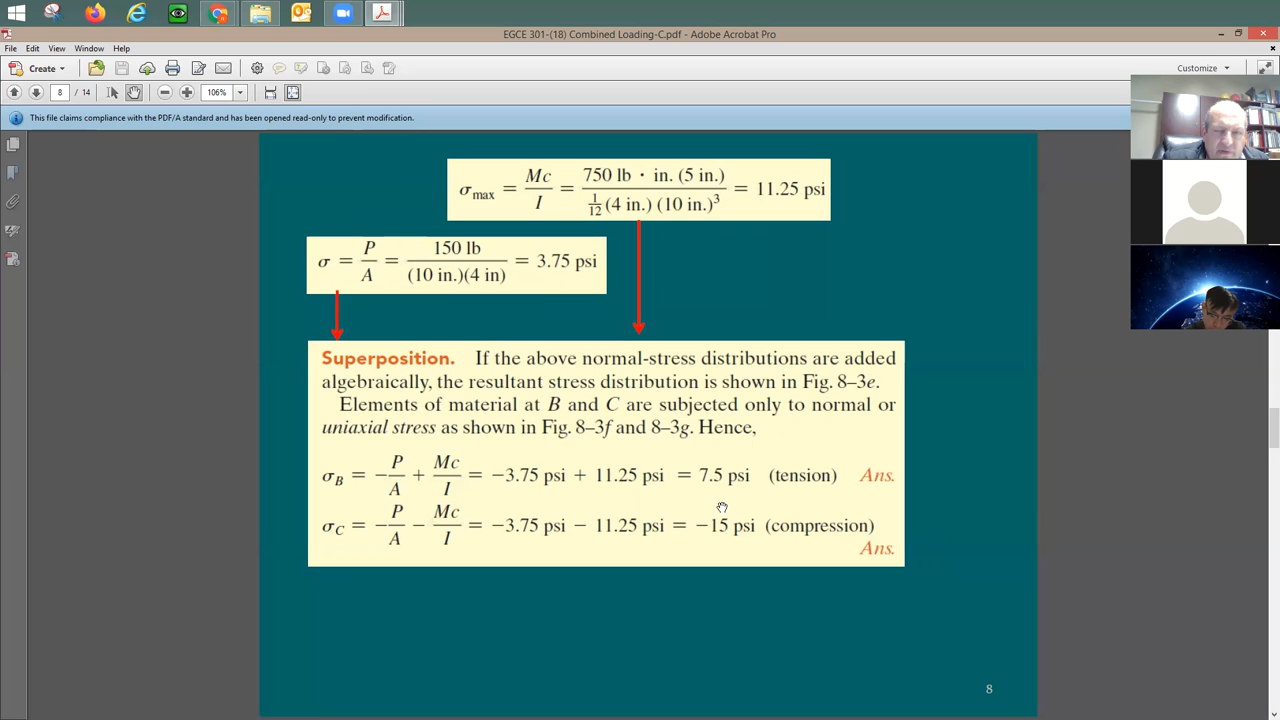 EGCE 301-(18) Combined Loading-C.pdf - Adobe Acrobat Pro
File Edit View Window Help
Create
Customize
8 / 14
106%
This file claims compliance with the PDF/A standard and has been opened read-only to prevent modification.
σmax = Mc/I = 750 lb · in. (5 in.) / 1/12 (4 in.) (10 in.)³ = 11.25 psi
σ = P/A = 150 lb / (10 in.)(4 in) = 3.75 psi
Superposition. If the above normal-stress distributions are added
algebraically, the resultant stress distribution is shown in Fig. 8–3e.
Elements of material at B and C are subjected only to normal or
uniaxial stress as shown in Fig. 8–3f and 8–3g. Hence,
σB = −P/A + Mc/I = −3.75 psi + 11.25 psi = 7.5 psi (tension) Ans.
σC = −P/A − Mc/I = −3.75 psi − 11.25 psi = −15 psi (compression)
Ans.
8